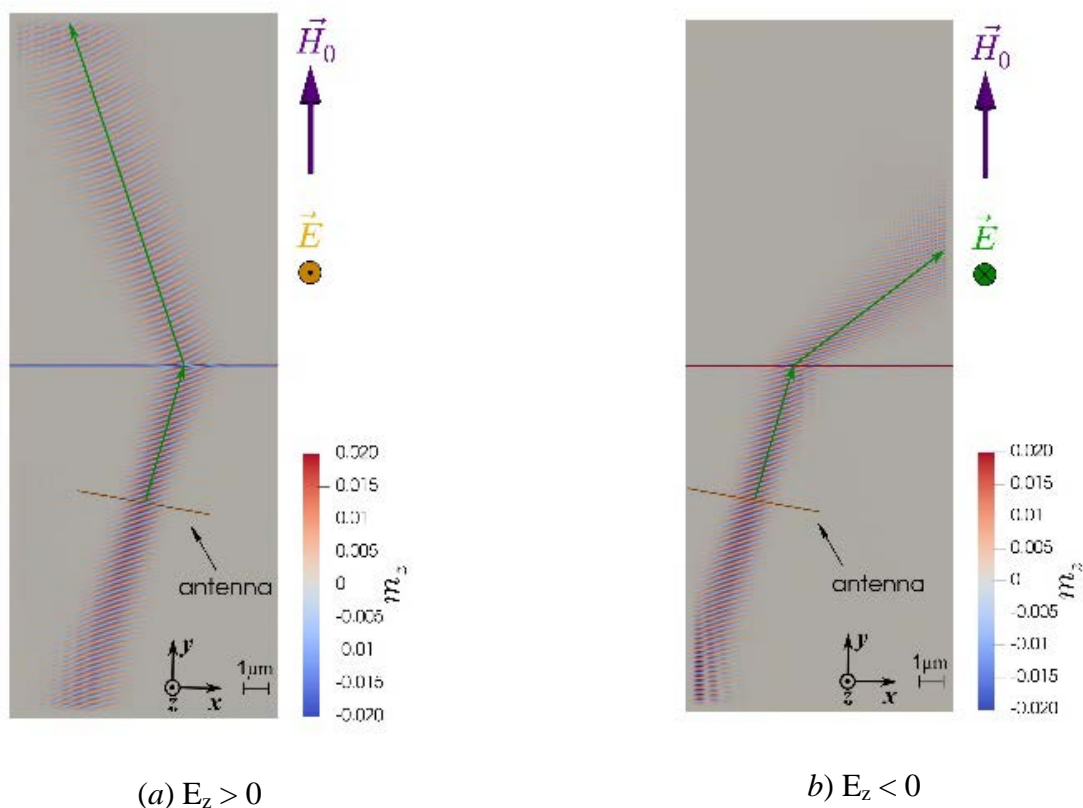 H⃗₀
E⃗
0.020
0.015
0.01
0.005
0
-0.005
-0.01
-0.015
-0.020
m_z
antenna
y
z
x
1μm
(a) E_z > 0
H⃗₀
E⃗
0.020
0.015
0.01
0.005
0
-0.005
-0.01
-0.015
-0.020
m_z
antenna
y
z
x
1μm
b) E_z < 0